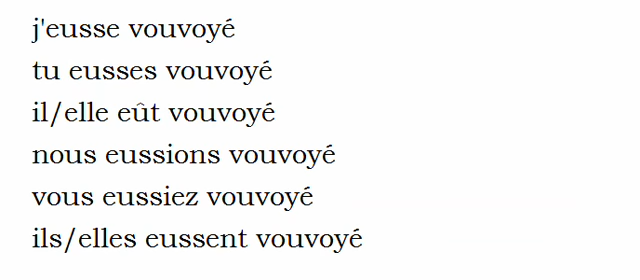 j'eusse vouvoyé
tu eusses vouvoyé
il/elle eût vouvoyé
nous eussions vouvoyé
vous eussiez vouvoyé
ils/elles eussent vouvoyé